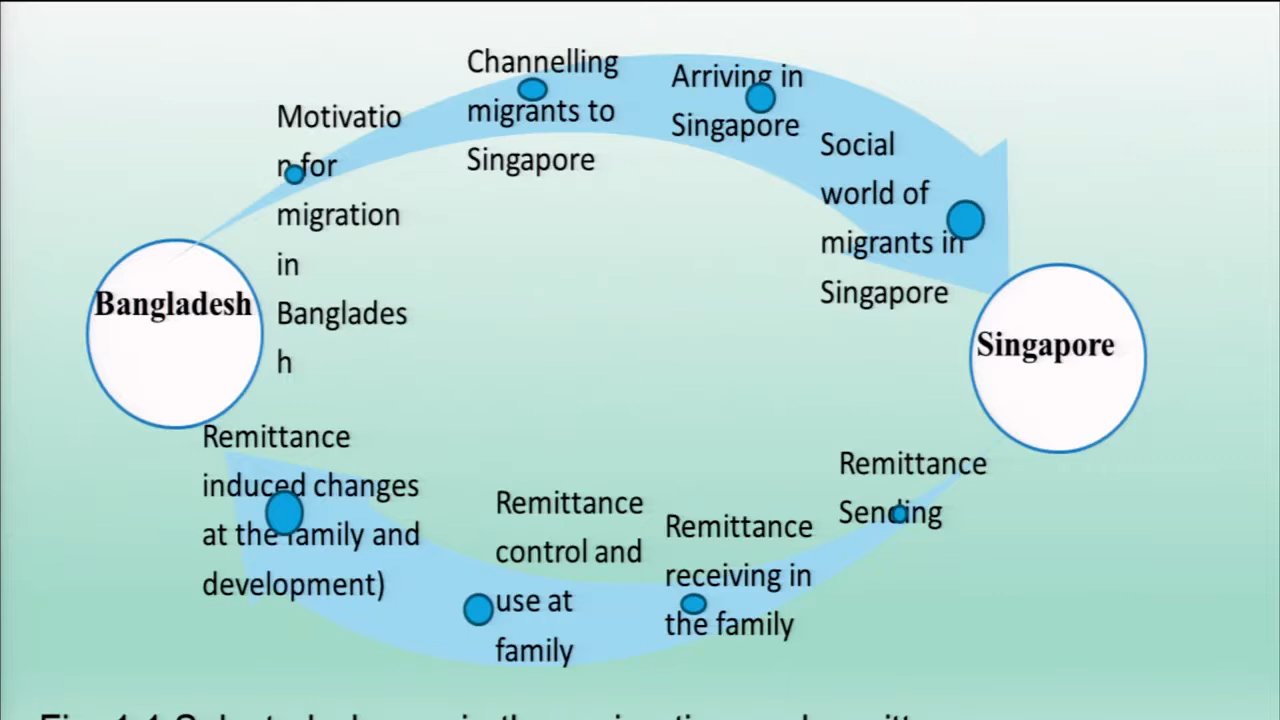 Channelling
migrants to
Singapore
Arriving in
Singapore
Motivatio
n for
migration
in
Banglades
h
Social
world of
migrants in
Singapore
Bangladesh
Singapore
Remittance
induced changes
at the family and
development)
Remittance
control and
use at
family
Remittance
receiving in
the family
Remittance
Sending